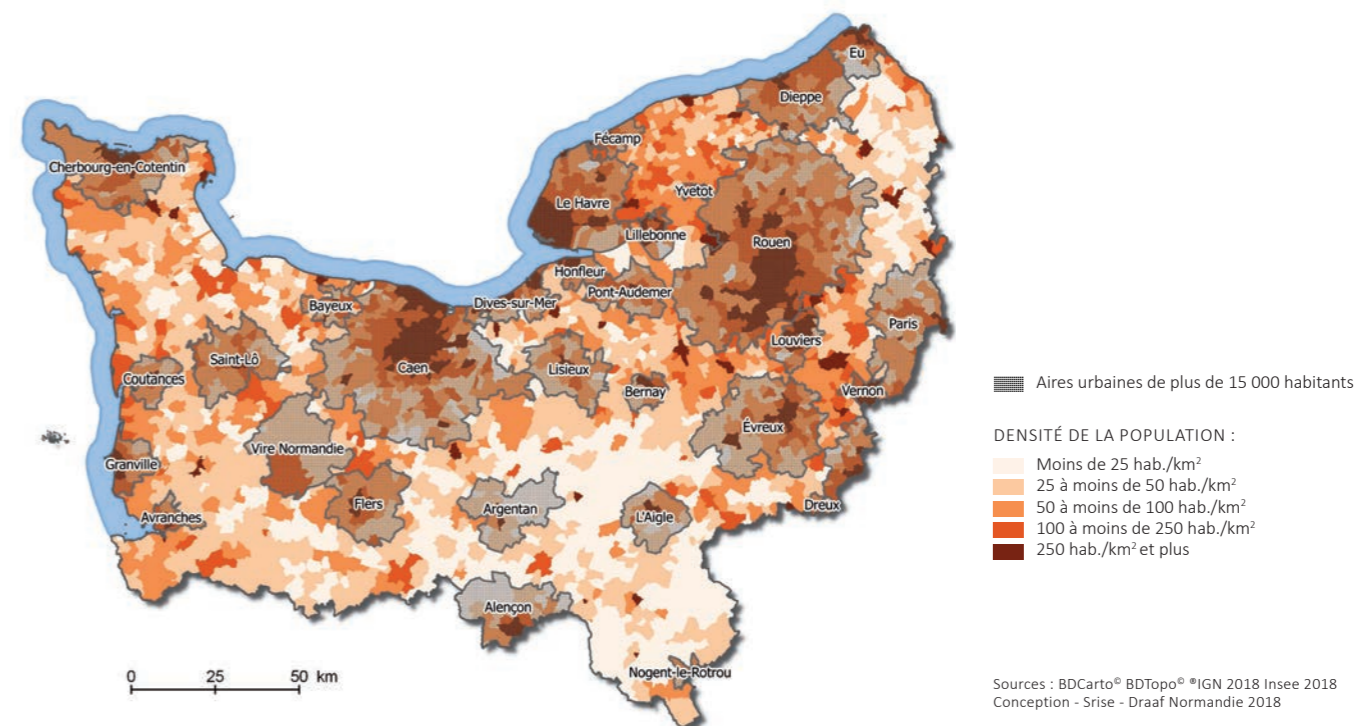 Eu
Dieppe
Fécamp
Cherbourg-en-Cotentin
Yvetot
Le Havre
Lillebonne
Rouen
Honfleur
Bayeux
Dives-sur-Mer
Pont-Audemer
Paris
Louviers
Saint-Lô
Caen
Lisieux
Coutances
Bernay
Vernon
Évreux
Vire Normandie
Granville
Flers
Argentan
L'Aigle
Dreux
Avranches
Alençon
Nogent-le-Rotrou
0 25 50 km
Aires urbaines de plus de 15 000 habitants
DENSITÉ DE LA POPULATION :
Moins de 25 hab./km²
25 à moins de 50 hab./km²
50 à moins de 100 hab./km²
100 à moins de 250 hab./km²
250 hab./km² et plus
Sources : BDCarto© BDTopo© ®IGN 2018 Insee 2018
Conception - Srise - Draaf Normandie 2018